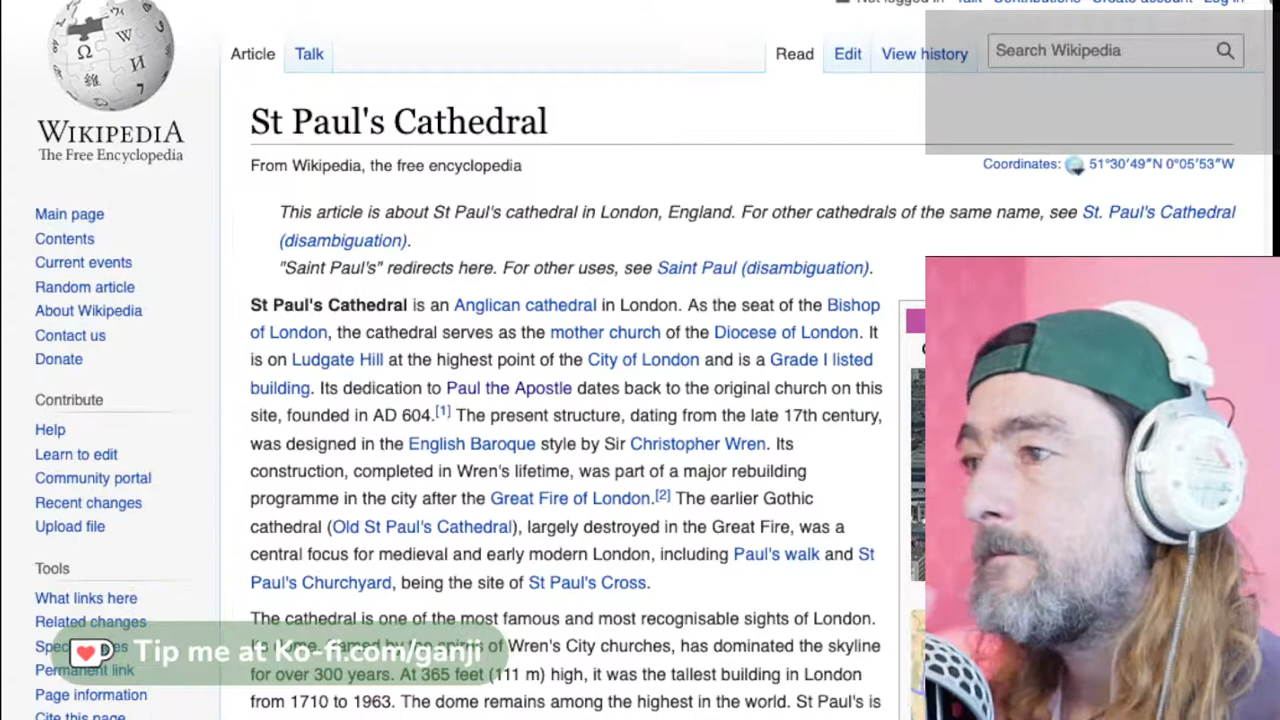 Not logged in Talk Contributions Create account Log in
Article Talk Read Edit View history Search Wikipedia
WIKIPEDIA
The Free Encyclopedia
St Paul's Cathedral
From Wikipedia, the free encyclopedia
Coordinates: 51°30′49″N 0°05′53″W
Main page
Contents
Current events
Random article
About Wikipedia
Contact us
Donate
Contribute
Help
Learn to edit
Community portal
Recent changes
Upload file
Tools
What links here
Related changes
Permanent link
Page information
Cite this page
This article is about St Paul's cathedral in London, England. For other cathedrals of the same name, see St. Paul's Cathedral
(disambiguation).
"Saint Paul's" redirects here. For other uses, see Saint Paul (disambiguation).
St Paul's Cathedral is an Anglican cathedral in London. As the seat of the Bishop
of London, the cathedral serves as the mother church of the Diocese of London. It
is on Ludgate Hill at the highest point of the City of London and is a Grade I listed
building. Its dedication to Paul the Apostle dates back to the original church on this
site, founded in AD 604.[1] The present structure, dating from the late 17th century,
was designed in the English Baroque style by Sir Christopher Wren. Its
construction, completed in Wren's lifetime, was part of a major rebuilding
programme in the city after the Great Fire of London.[2] The earlier Gothic
cathedral (Old St Paul's Cathedral), largely destroyed in the Great Fire, was a
central focus for medieval and early modern London, including Paul's walk and St
Paul's Churchyard, being the site of St Paul's Cross.
The cathedral is one of the most famous and most recognisable sights of London.
Wren's City churches, has dominated the skyline
for over 300 years. At 365 feet (111 m) high, it was the tallest building in London
from 1710 to 1963. The dome remains among the highest in the world. St Paul's is
Tip me at Ko-fi.com/ganji